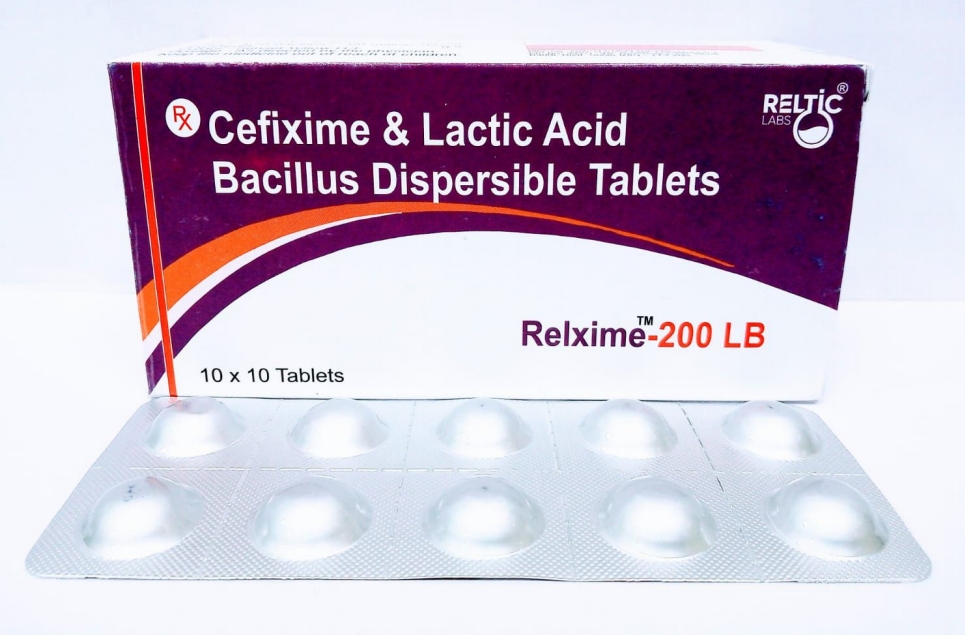 Rx Cefixime & Lactic Acid
Bacillus Dispersible Tablets
RELTIC®
LABS
Relxime™-200 LB
10 x 10 Tablets